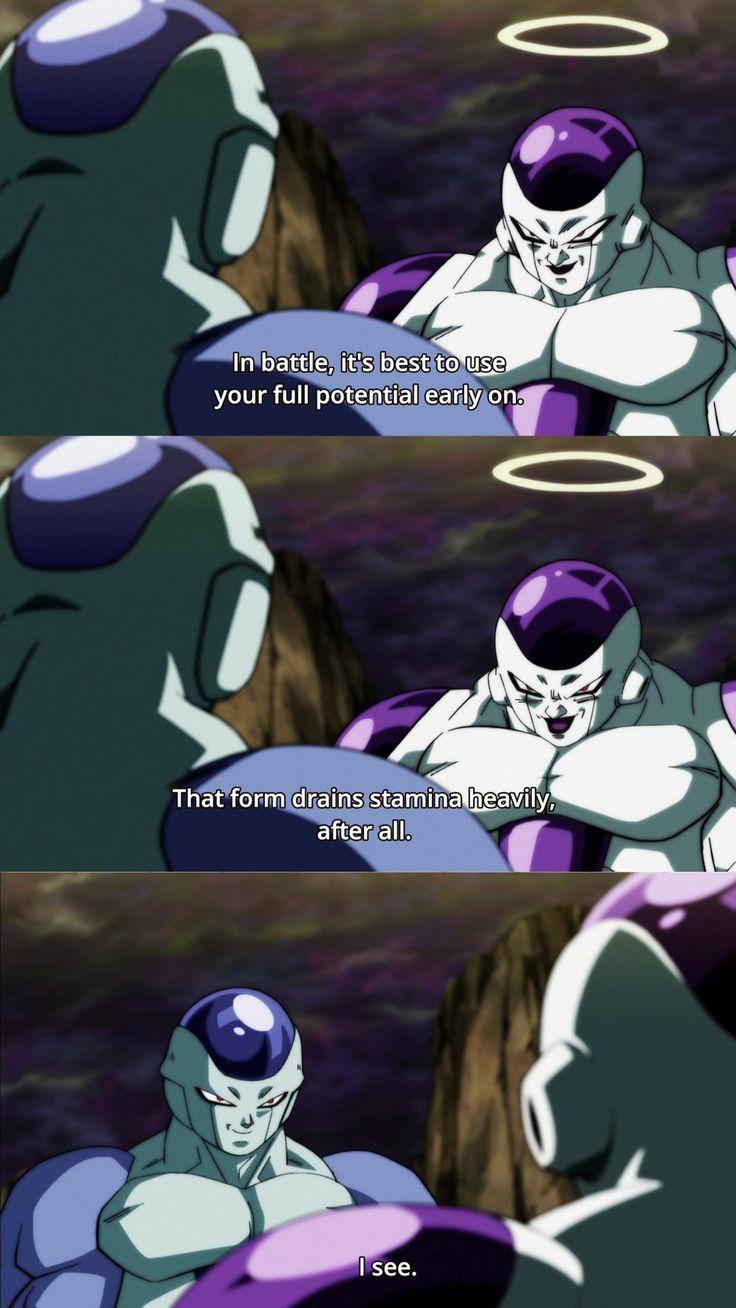 In battle, it's best to use
your full potential early on.
That form drains stamina heavily,
after all.
I see.